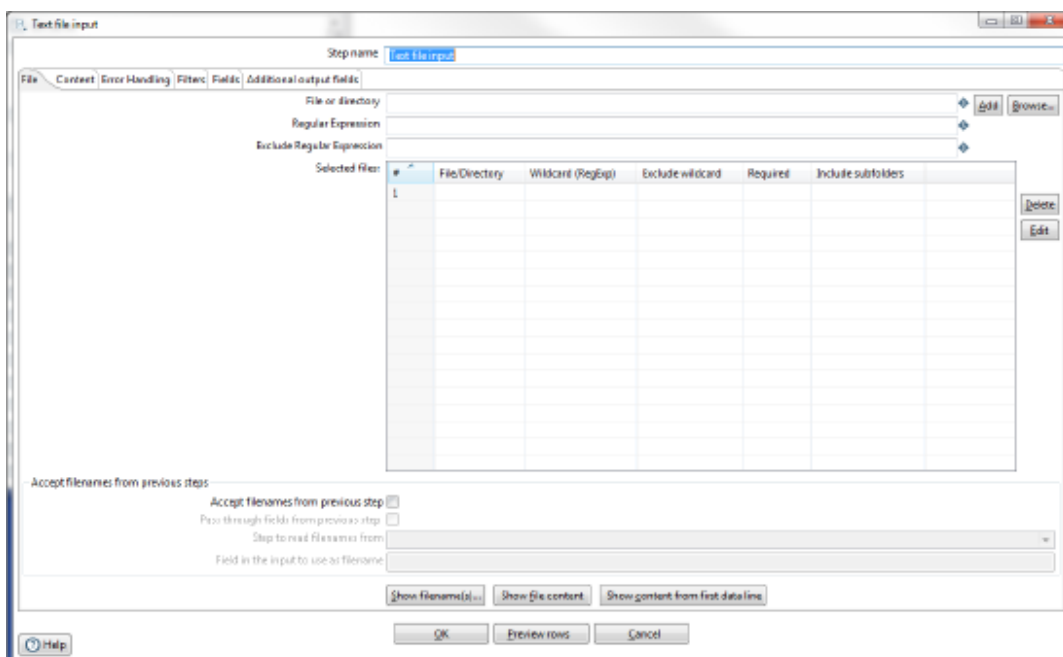 Text file input
Step name Text file input
File Content Error Handling Filters Fields Additional output fields
File or directory Add Browse...
Regular Expression
Exclude Regular Expression
Selected files: # File/Directory Wildcard (RegExp) Exclude wildcard Required Include subfolders
1
Delete
Edit
Accept filenames from previous steps
Accept filenames from previous step
Pass through fields from previous step
Step to read filenames from
Field in the input to use as filename
Show filename(s)... Show file content Show content from first data line
OK Preview rows Cancel
Help